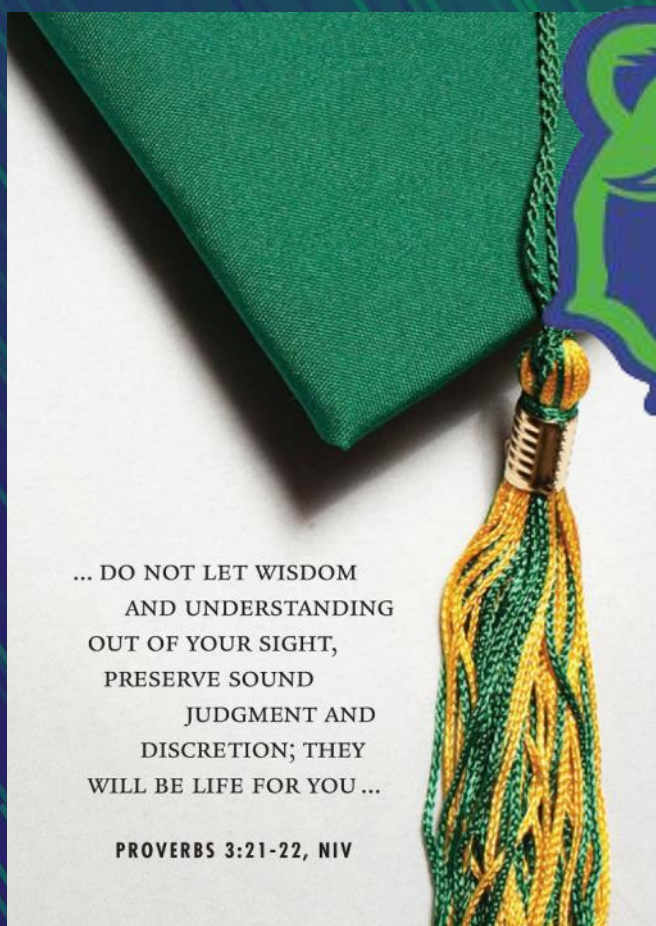 ... DO NOT LET WISDOM
AND UNDERSTANDING
OUT OF YOUR SIGHT,
PRESERVE SOUND
JUDGMENT AND
DISCRETION; THEY
WILL BE LIFE FOR YOU ...
PROVERBS 3:21-22, NIV